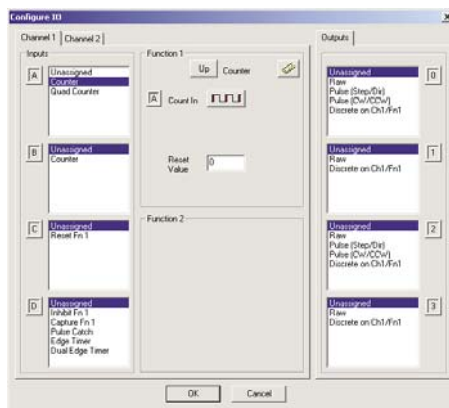 Configure IO
Channel 1 Channel 2
Inputs
A
Unassigned
Counter
Quad Counter
B
Unassigned
Counter
C
Unassigned
Reset Fn 1
D
Unassigned
Inhibit Fn 1
Capture Fn 1
Pulse Catch
Edge Timer
Dual Edge Timer
Function 1
Up Counter
A Count In
Reset
Value
0
Function 2
Outputs
Unassigned
Raw
Pulse (Step/Dir)
Pulse (CW/CCW)
Discrete on Ch1/Fn1
0
Unassigned
Raw
Discrete on Ch1/Fn1
1
Unassigned
Raw
Pulse (Step/Dir)
Pulse (CW/CCW)
Discrete on Ch1/Fn1
2
Unassigned
Raw
Discrete on Ch1/Fn1
3
OK Cancel